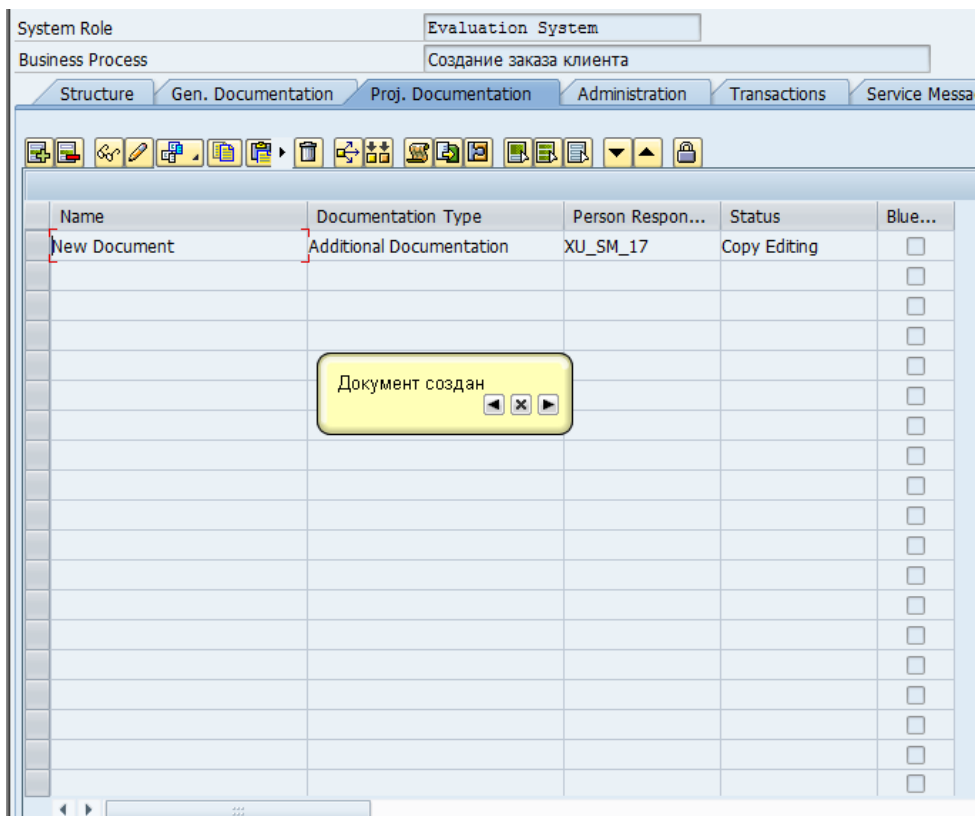 System Role Evaluation System
Business Process Создание заказа клиента
Structure Gen. Documentation Proj. Documentation Administration Transactions Service Messa
Name Documentation Type Person Respon... Status Blue...
New Document Additional Documentation XU_SM_17 Copy Editing
Документ создан